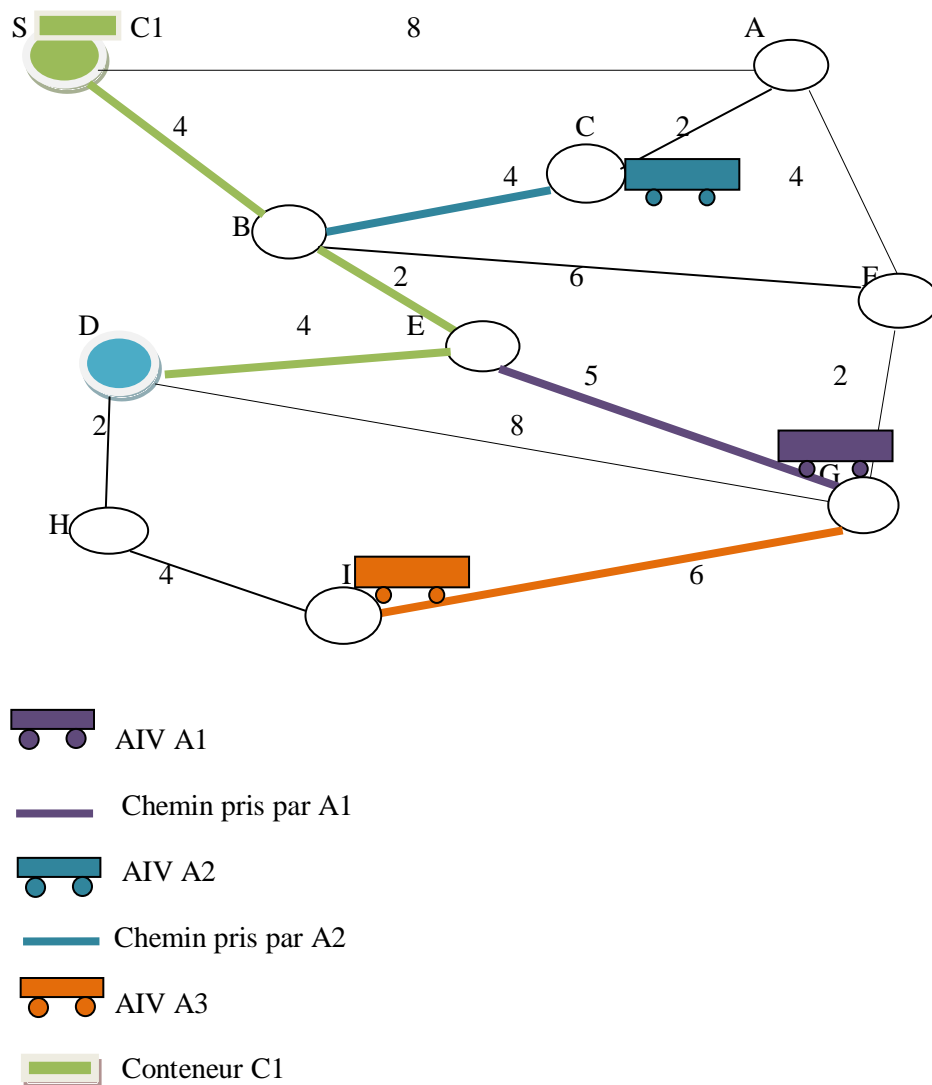 S C1 8 A
4 C 2
4 4
B
2 6 F
D 4 E
5 2
2 8
G
H
4 I 6
AIV A1
Chemin pris par A1
AIV A2
Chemin pris par A2
AIV A3
Conteneur C1